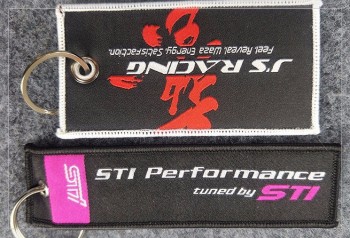 J'S RACING
Feel, Reveal Waza Energy, Satisfaction.
STI
STI Performance
tuned by STI